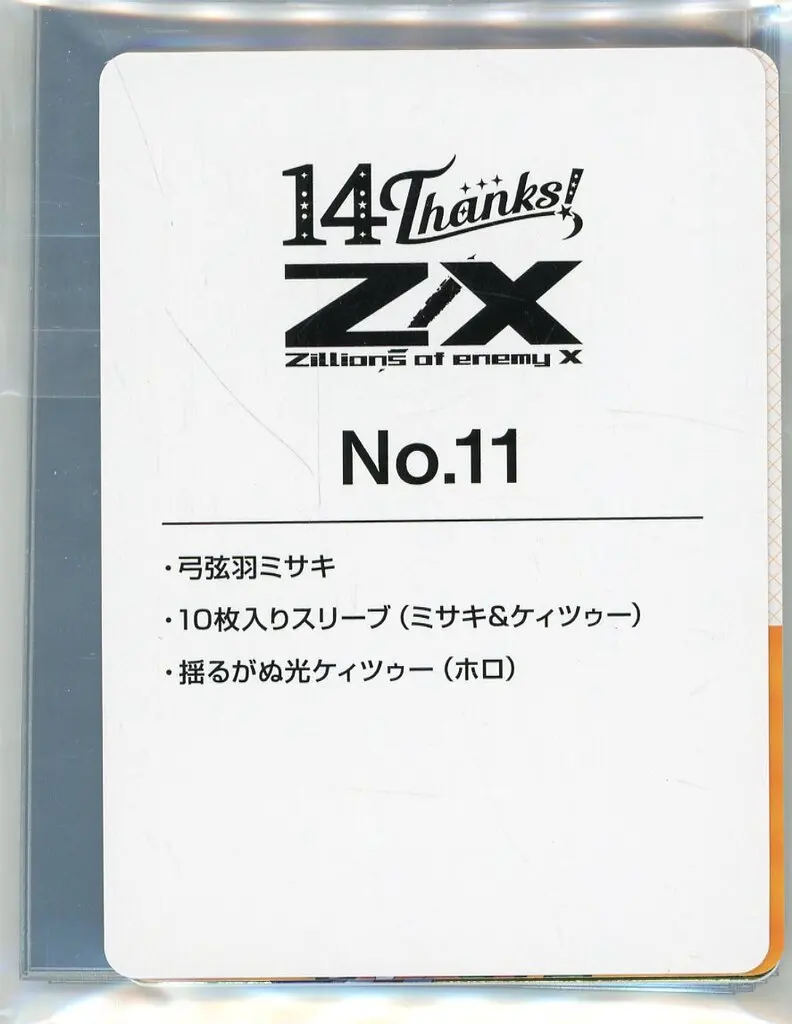 14 Thanks!
Z/X
Zillions of enemy X
No.11
・弓弦羽ミサキ
・10枚入りスリーブ（ミサキ&ケィツゥー）
・揺るがぬ光ケィツゥー（ホロ）